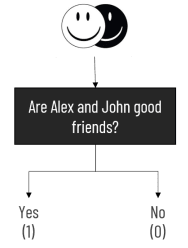 Are Alex and John good
friends?
Yes No
(1) (0)